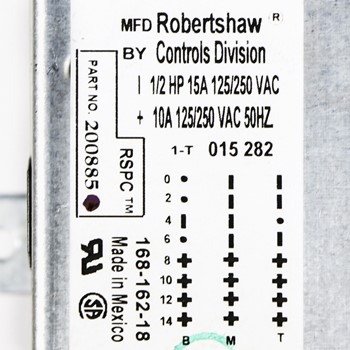 MFD Robertshaw ®
BY Controls Division
| 1/2 HP 15A 125/250 VAC
+ 10A 125/250 VAC 50HZ.
1-T 015 282
PART NO. 200885
RSPC ™
168-162-18
Made in Mexico
0
2
4
6
8
10
12
14
B M T